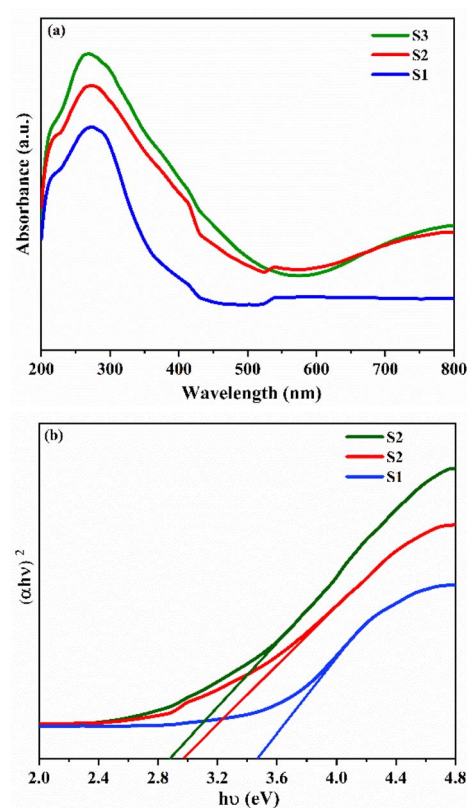 (a)
S3
S2
S1
Absorbance (a.u.)
200 300 400 500 600 700 800
Wavelength (nm)
(b)
S2
S2
S1
(αhν) 2
2.0 2.4 2.8 3.2 3.6 4.0 4.4 4.8
hυ (eV)